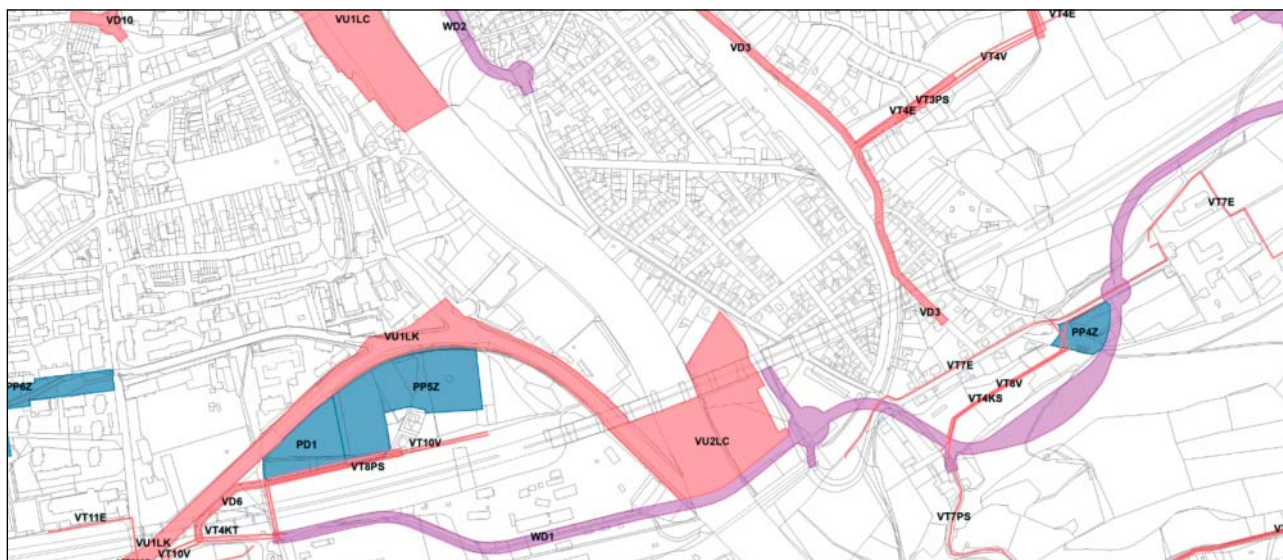 VD10
VU1LC
WD2
VD3
VT4E
VT4V
VT3PS
VT4E
VT7E
VU1LK
VD3
PP4Z
PP6Z
PP5Z
VT7E
VT8V
VT4KS
PD1
VU2LC
VT10V
VT8PS
VD6
VT11E
VT4KT
VU1LK
VT10V
WD1
VT7PS